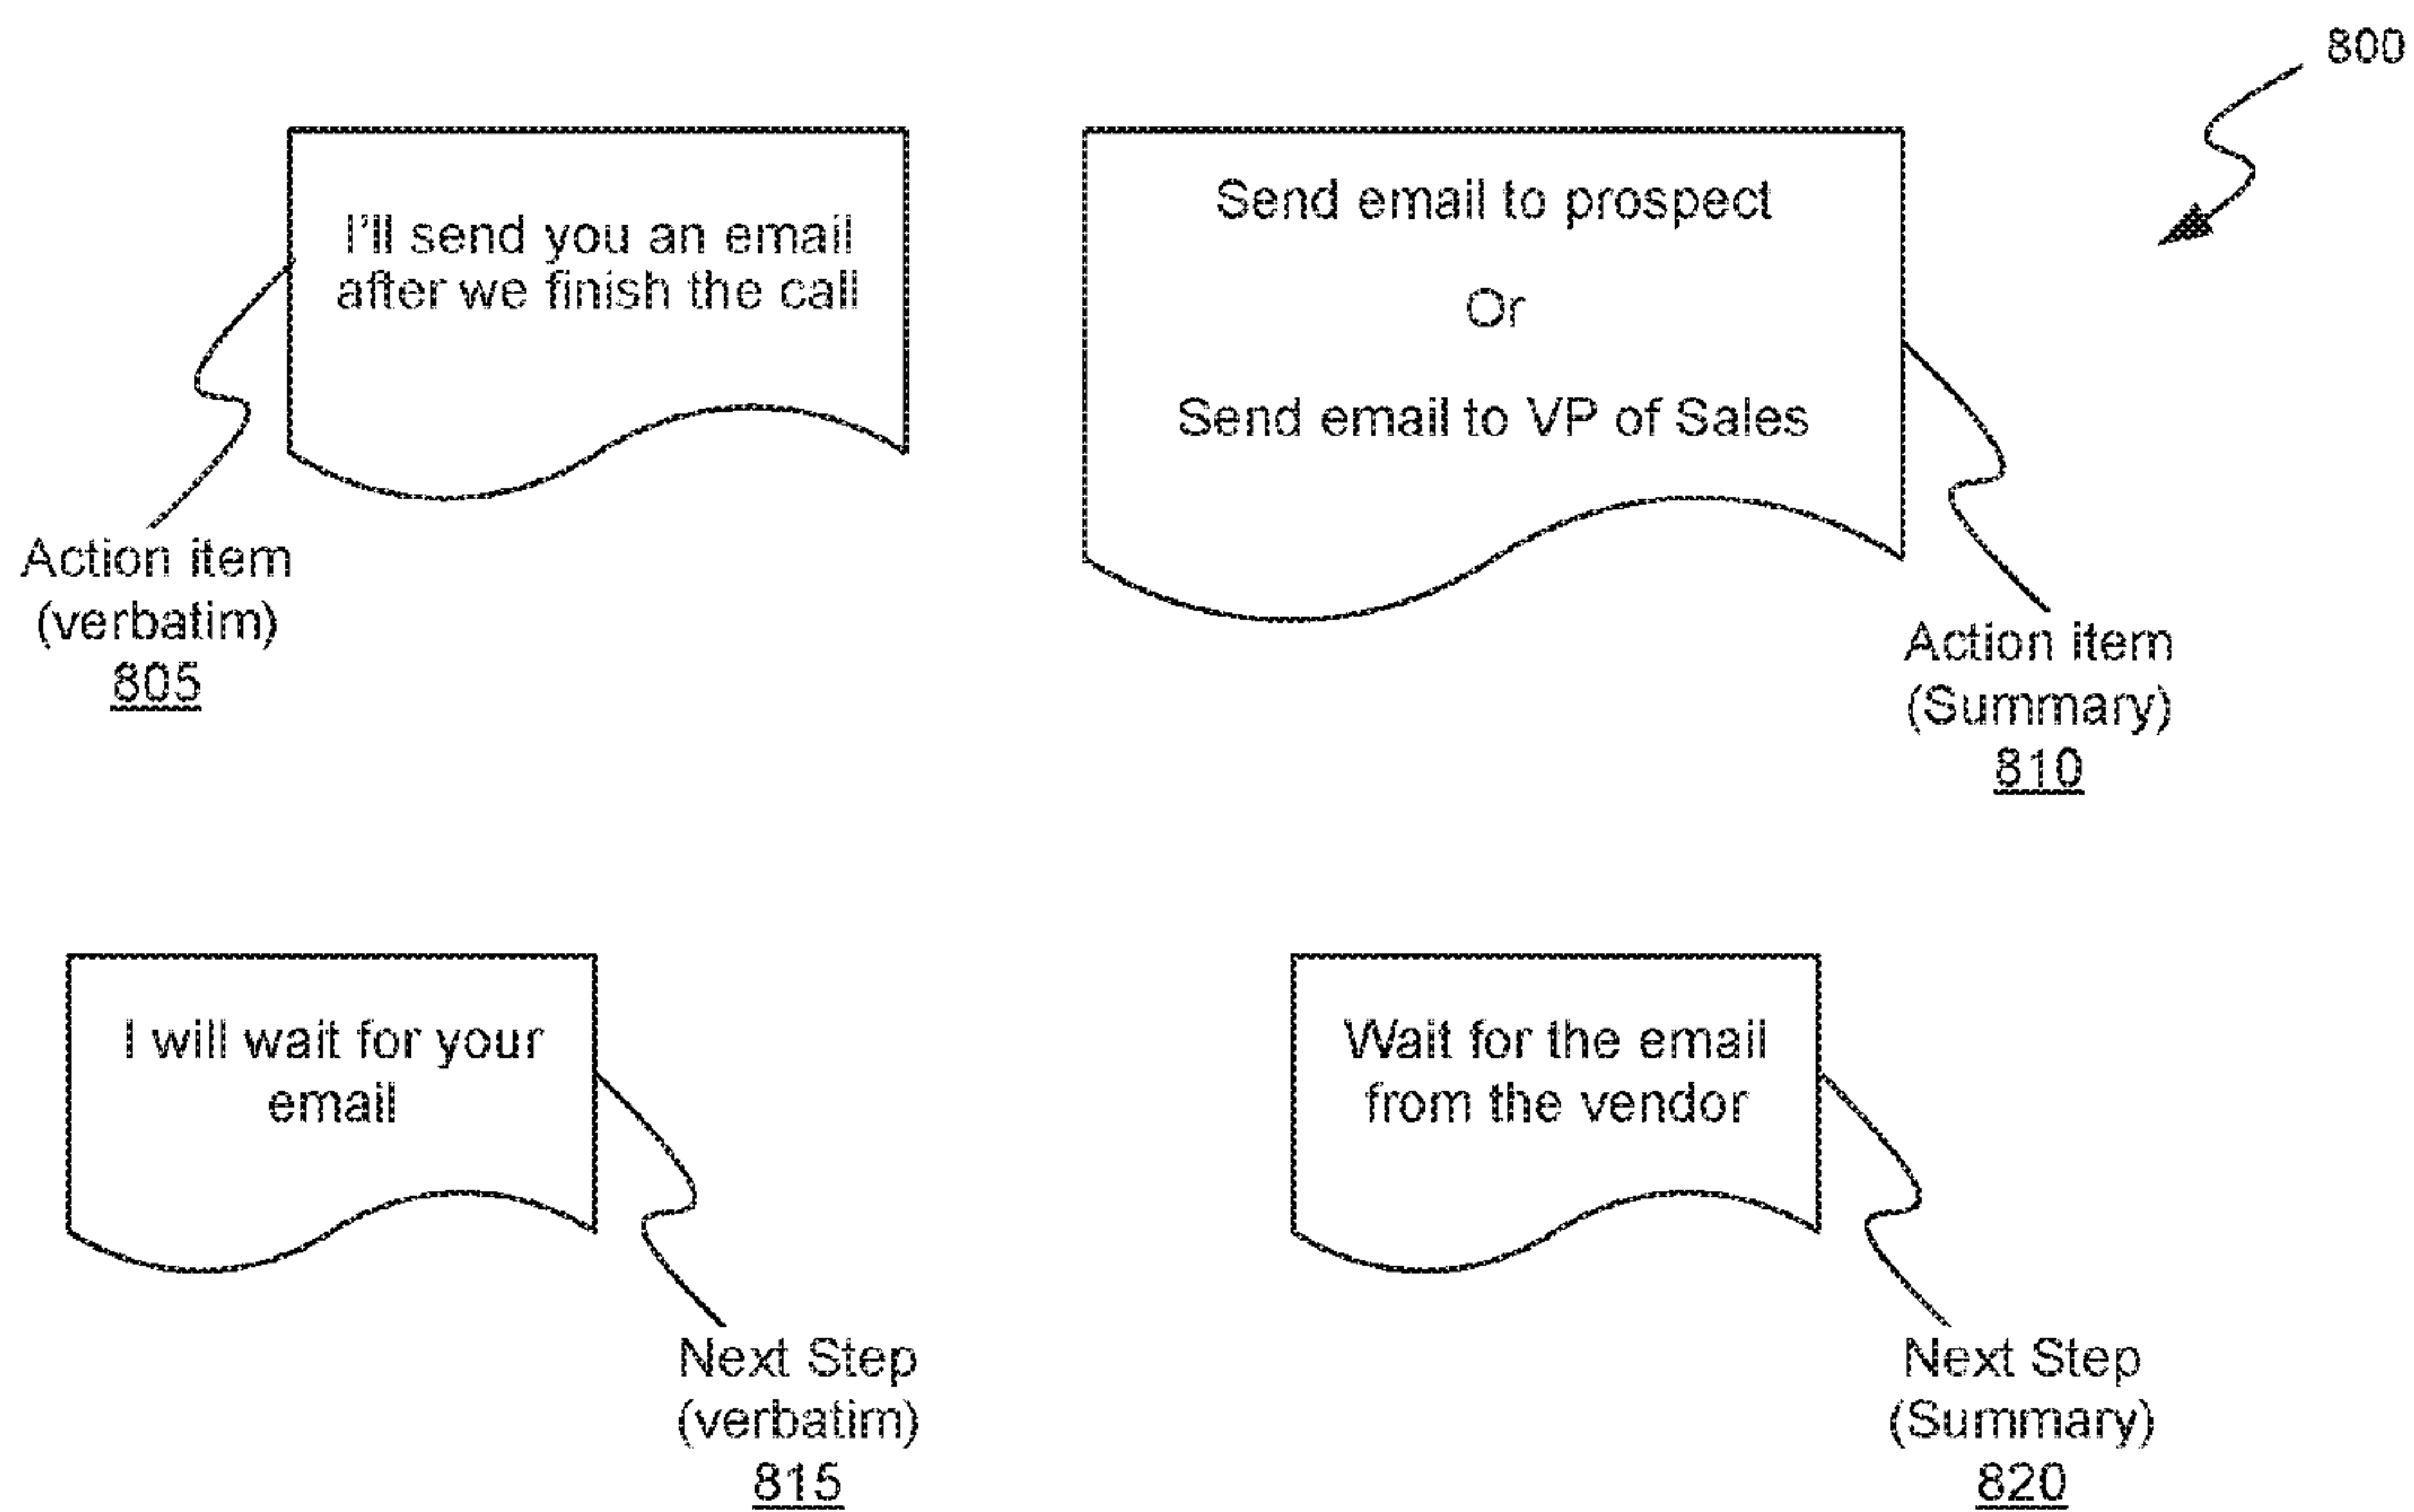 800
I'll send you an email
after we finish the call
Action item
(verbatim)
805
Send email to prospect
Or
Send email to VP of Sales
Action item
(Summary)
810
I will wait for your
email
Next Step
(verbatim)
815
Wait for the email
from the vendor
Next Step
(Summary)
820